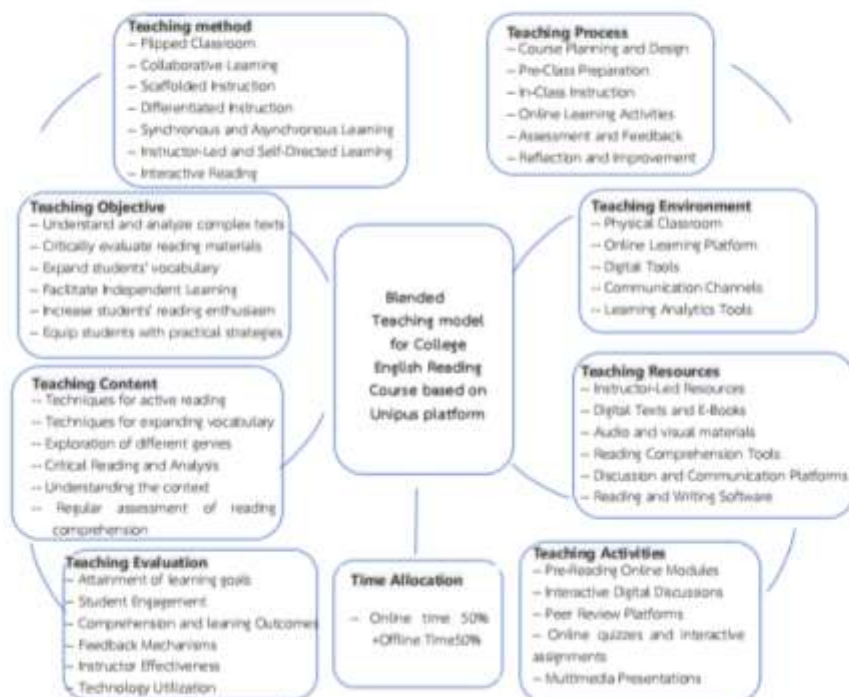 Teaching method
-- Flipped Classroom
-- Collaborative Learning
-- Scaffolded Instruction
-- Differentiated Instruction
-- Synchronous and Asynchronous Learning
-- Instructor-Led and Self-Directed Learning
-- Interactive Reading
Teaching Process
-- Course Planning and Design
-- Pre-Class Preparation
-- In-Class Instruction
-- Online Learning Activities
-- Assessment and Feedback
-- Reflection and Improvement
Teaching Objective
-- Understand and analyze complex texts
-- Critically evaluate reading materials
-- Expand students' vocabulary
-- Facilitate Independent Learning
-- Increase students' reading enthusiasm
-- Equip students with practical strategies
Blended
Teaching model
for College
English Reading
Course based on
Unipus platform
Teaching Environment
-- Physical Classroom
-- Online Learning Platform
-- Digital Tools
-- Communication Channels
-- Learning Analytics Tools
Teaching Content
-- Techniques for active reading
-- Techniques for expanding vocabulary
-- Exploration of different genres
-- Critical Reading and Analysis
-- Understanding the context
-- Regular assessment of reading
comprehension
Teaching Resources
-- Instructor-Led Resources
-- Digital Texts and E-Books
-- Audio and visual materials
-- Reading Comprehension Tools
-- Discussion and Communication Platforms
-- Reading and Writing Software
Teaching Evaluation
-- Attainment of learning goals
-- Student Engagement
-- Comprehension and learning Outcomes
-- Feedback Mechanisms
-- Instructor Effectiveness
-- Technology Utilization
Time Allocation
-- Online time 50%
+Offline Time50%
Teaching Activities
-- Pre-Reading Online Modules
-- Interactive Digital Discussions
-- Peer Review Platforms
-- Online quizzes and interactive
assignments
-- Multimedia Presentations